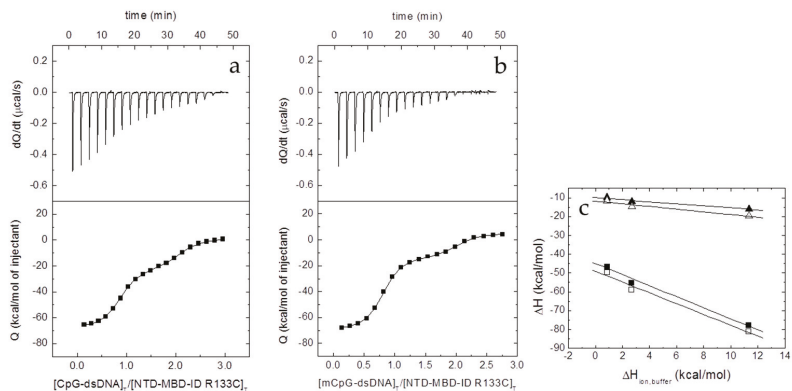 time (min)
0 10 20 30 40 50
a
dQ/dt (μcal/s)
0.2
0.0
-0.2
-0.4
-0.6
Q (kcal/mol of injectant)
20
0
-20
-40
-60
-80
0.0 1.0 2.0 3.0
[CpG-dsDNA]T/[NTD-MBD-ID R133C]T
time (min)
0 10 20 30 40 50
b
dQ/dt (μcal/s)
0.2
0.0
-0.2
-0.4
-0.6
Q (kcal/mol of injectant)
20
0
-20
-40
-60
-80
0.0 0.5 1.0 1.5 2.0 2.5 3.0
[mCpG-dsDNA]T/[NTD-MBD-ID R133C]T
c
ΔH (kcal/mol)
-10
-20
-30
-40
-50
-60
-70
-80
-90
-2 0 2 4 6 8 10 12 14
ΔHion,buffer (kcal/mol)